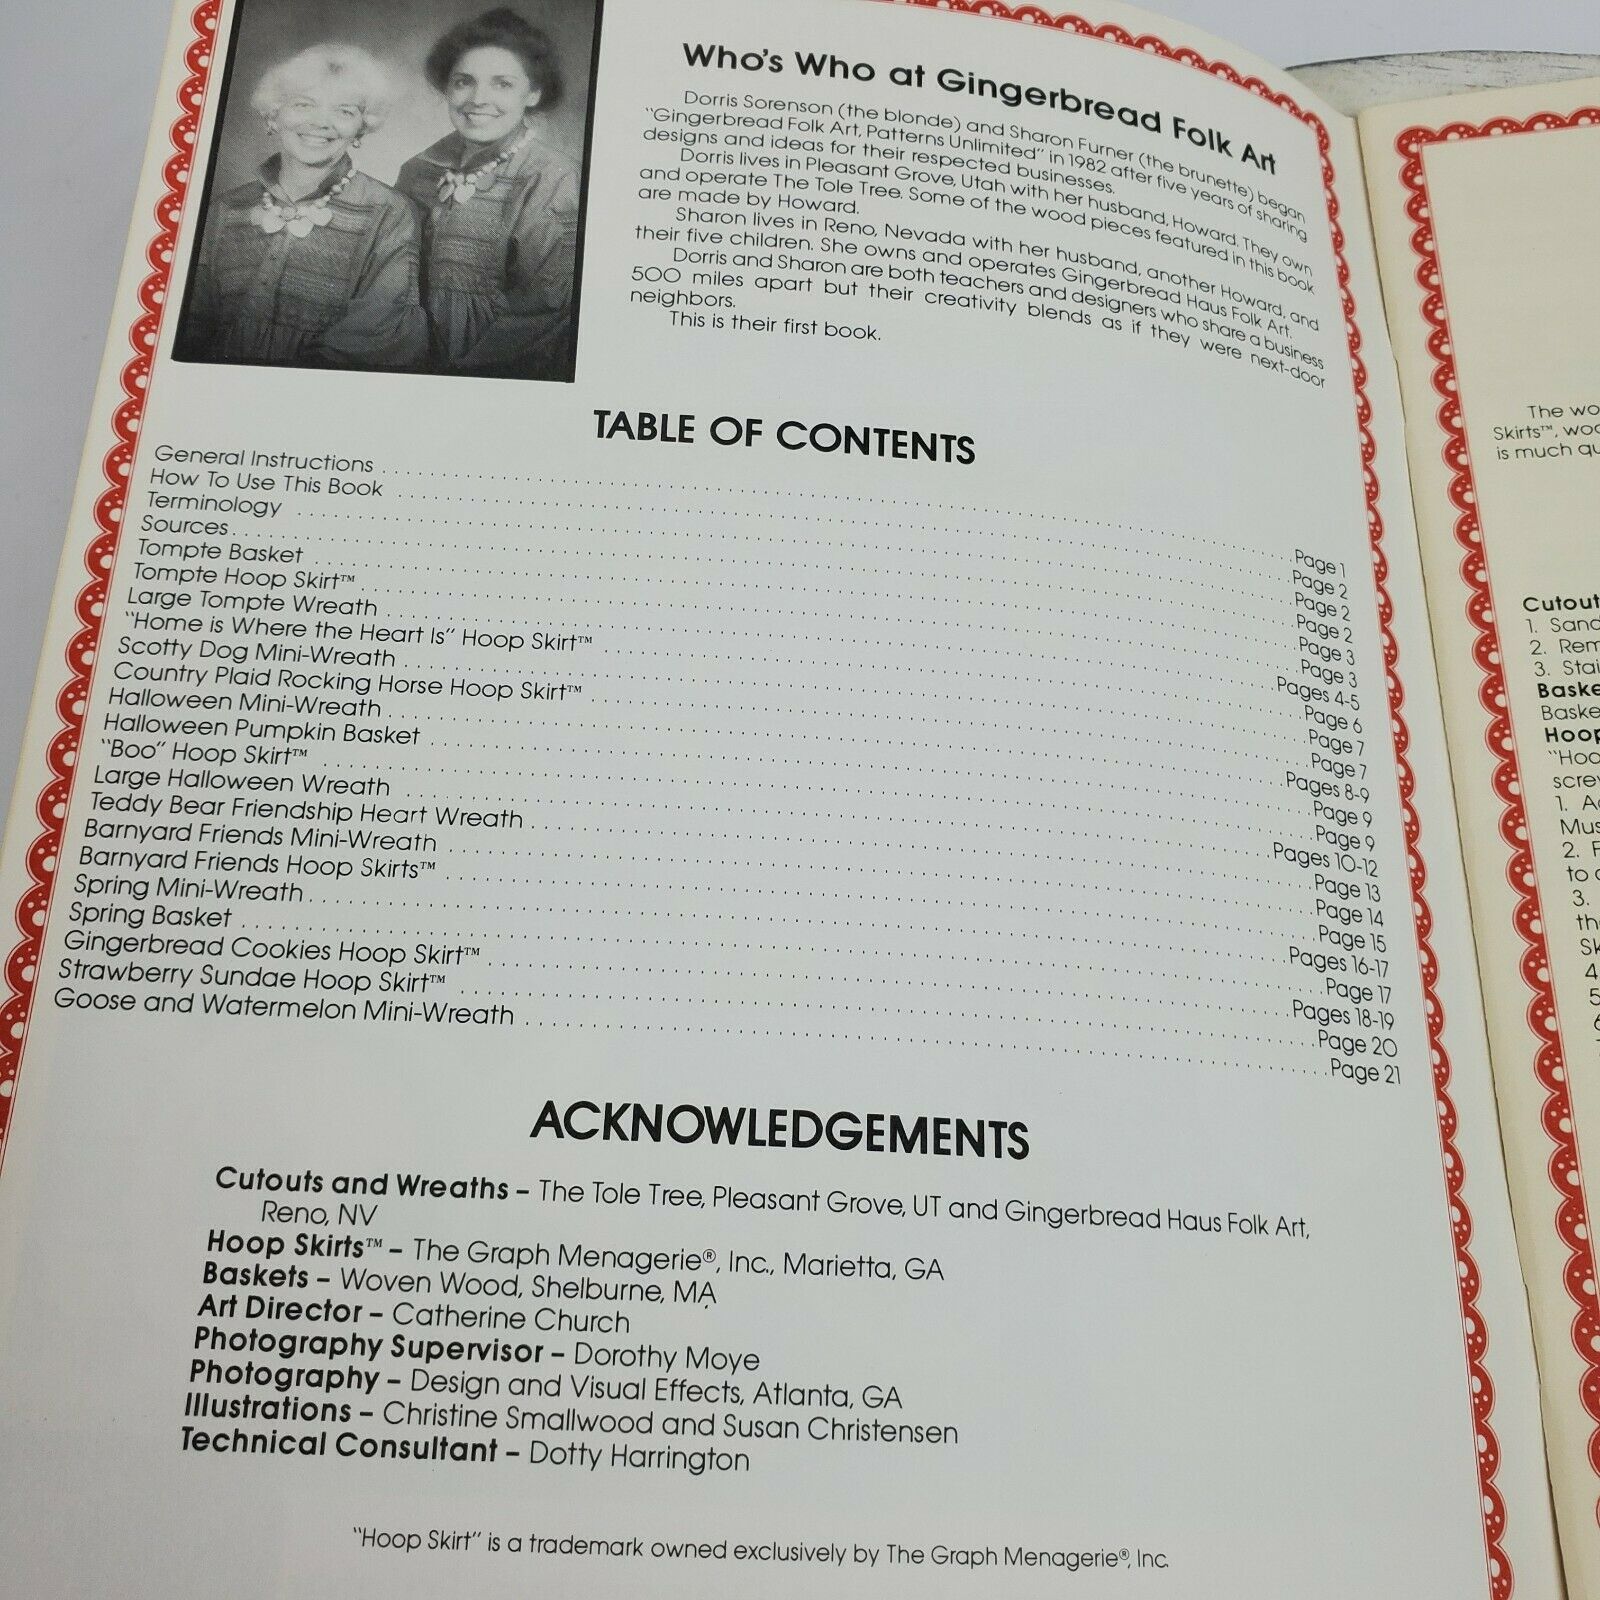 Who's Who at Gingerbread Folk Art
Dorris Sorenson (the blonde) and Sharon Furner (the brunette) began
"Gingerbread Folk Art, Patterns Unlimited" in 1982 after five years of sharing
designs and ideas for their respected businesses.
Dorris lives in Pleasant Grove, Utah with her husband, Howard. They own
and operate The Tole Tree. Some of the wood pieces featured in this book
are made by Howard.
Sharon lives in Reno, Nevada with her husband, another Howard, and
their five children. She owns and operates Gingerbread Haus Folk Art.
Dorris and Sharon are both teachers and designers who share a business
500 miles apart but their creativity blends as if they were next-door
neighbors.
This is their first book.
TABLE OF CONTENTS
General Instructions Page 1
How To Use This Book Page 2
Terminology Page 2
Sources Page 2
Tompte Basket Page 3
Tompte Hoop Skirt™ Page 3
Large Tompte Wreath Pages 4-5
"Home is Where the Heart Is" Hoop Skirt™ Page 6
Scotty Dog Mini-Wreath Page 7
Country Plaid Rocking Horse Hoop Skirt™ Page 7
Halloween Mini-Wreath Pages 8-9
Halloween Pumpkin Basket Page 9
"Boo" Hoop Skirt™ Page 9
Large Halloween Wreath Pages 10-12
Teddy Bear Friendship Heart Wreath Page 13
Barnyard Friends Mini-Wreath Page 14
Barnyard Friends Hoop Skirts™ Page 15
Spring Mini-Wreath Pages 16-17
Spring Basket Page 17
Gingerbread Cookies Hoop Skirt™ Pages 18-19
Strawberry Sundae Hoop Skirt™ Page 20
Goose and Watermelon Mini-Wreath Page 21
ACKNOWLEDGEMENTS
Cutouts and Wreaths – The Tole Tree, Pleasant Grove, UT and Gingerbread Haus Folk Art,
Reno, NV
Hoop Skirts™ – The Graph Menagerie®, Inc., Marietta, GA
Baskets – Woven Wood, Shelburne, MA
Art Director – Catherine Church
Photography Supervisor – Dorothy Moye
Photography – Design and Visual Effects, Atlanta, GA
Illustrations – Christine Smallwood and Susan Christensen
Technical Consultant – Dotty Harrington
"Hoop Skirt" is a trademark owned exclusively by The Graph Menagerie®, Inc.
The
Skirts™,
is much
1.
2.
3.
1.
2.
to
3.
4